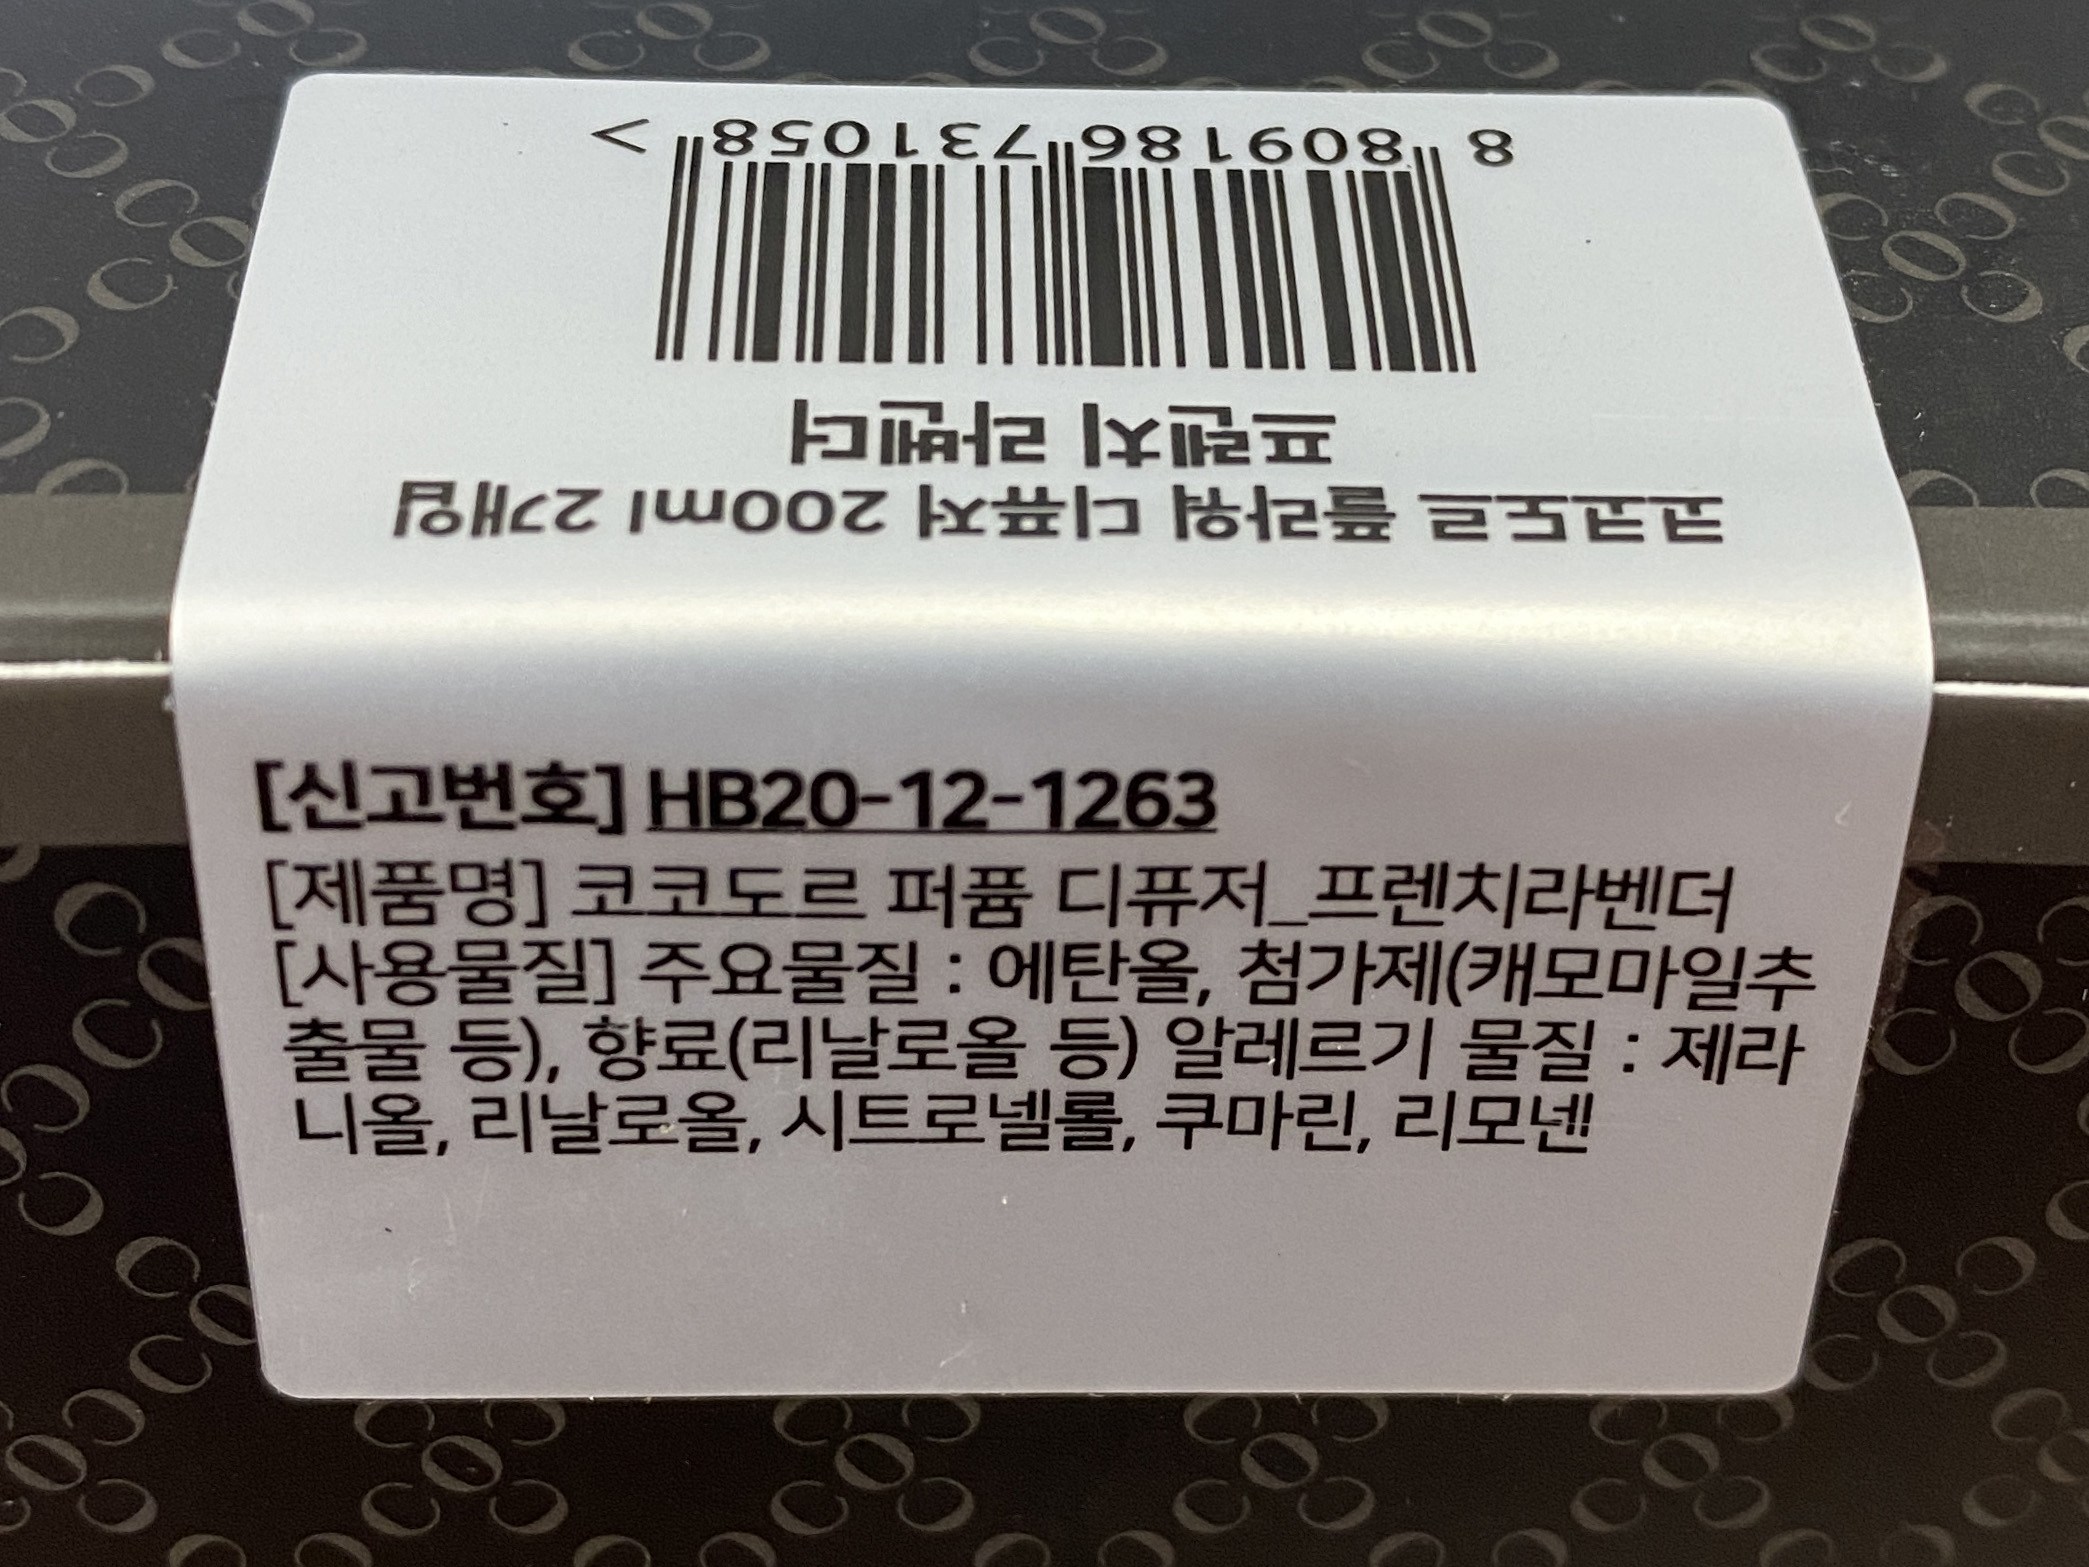 코코도르 플라워 디퓨저 200ml 2개입
프렌치 라벤더
8 809186 731058 >
[신고번호] HB20-12-1263
[제품명] 코코도르 퍼퓸 디퓨저_프렌치라벤더
[사용물질] 주요물질 : 에탄올, 첨가제(캐모마일추
출물 등), 향료(리날로올 등) 알레르기 물질 : 제라
니올, 리날로올, 시트로넬롤, 쿠마린, 리모넨